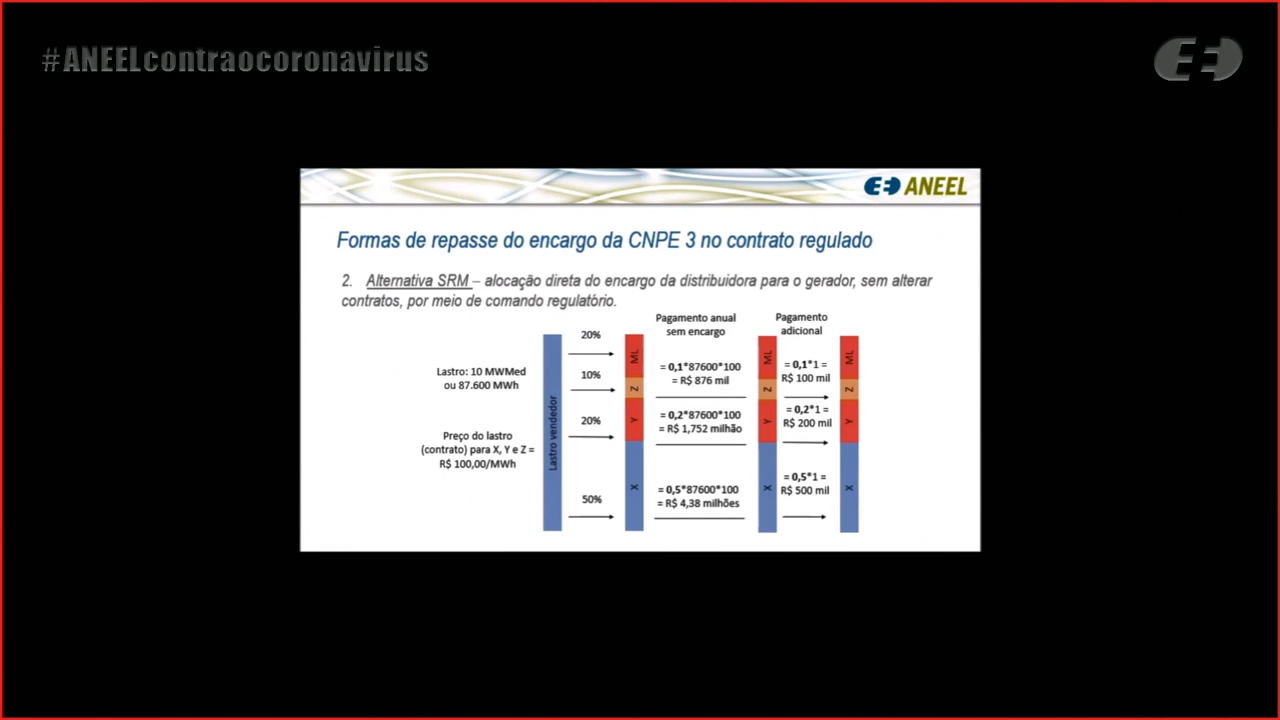 #ANEELcontraocoronavirus
ANEEL
Formas de repasse do encargo da CNPE 3 no contrato regulado
2. Alternativa SRM – alocação direta do encargo da distribuidora para o gerador, sem alterar
contratos, por meio de comando regulatório.
Pagamento anual
sem encargo
Pagamento
adicional
Lastro: 10 MWMed
ou 87.600 MWh
Preço do lastro
(contrato) para X, Y e Z =
R$ 100,00/MWh
Lastro vendedor
20%
10%
20%
50%
ML
Z
Y
X
= 0,1*87600*100
= R$ 876 mil
= 0,2*87600*100
= R$ 1,752 milhão
= 0,5*87600*100
= R$ 4,38 milhões
ML
Z
Y
X
= 0,1*1 =
R$ 100 mil
= 0,2*1 =
R$ 200 mil
= 0,5*1 =
R$ 500 mil
ML
Z
Y
X